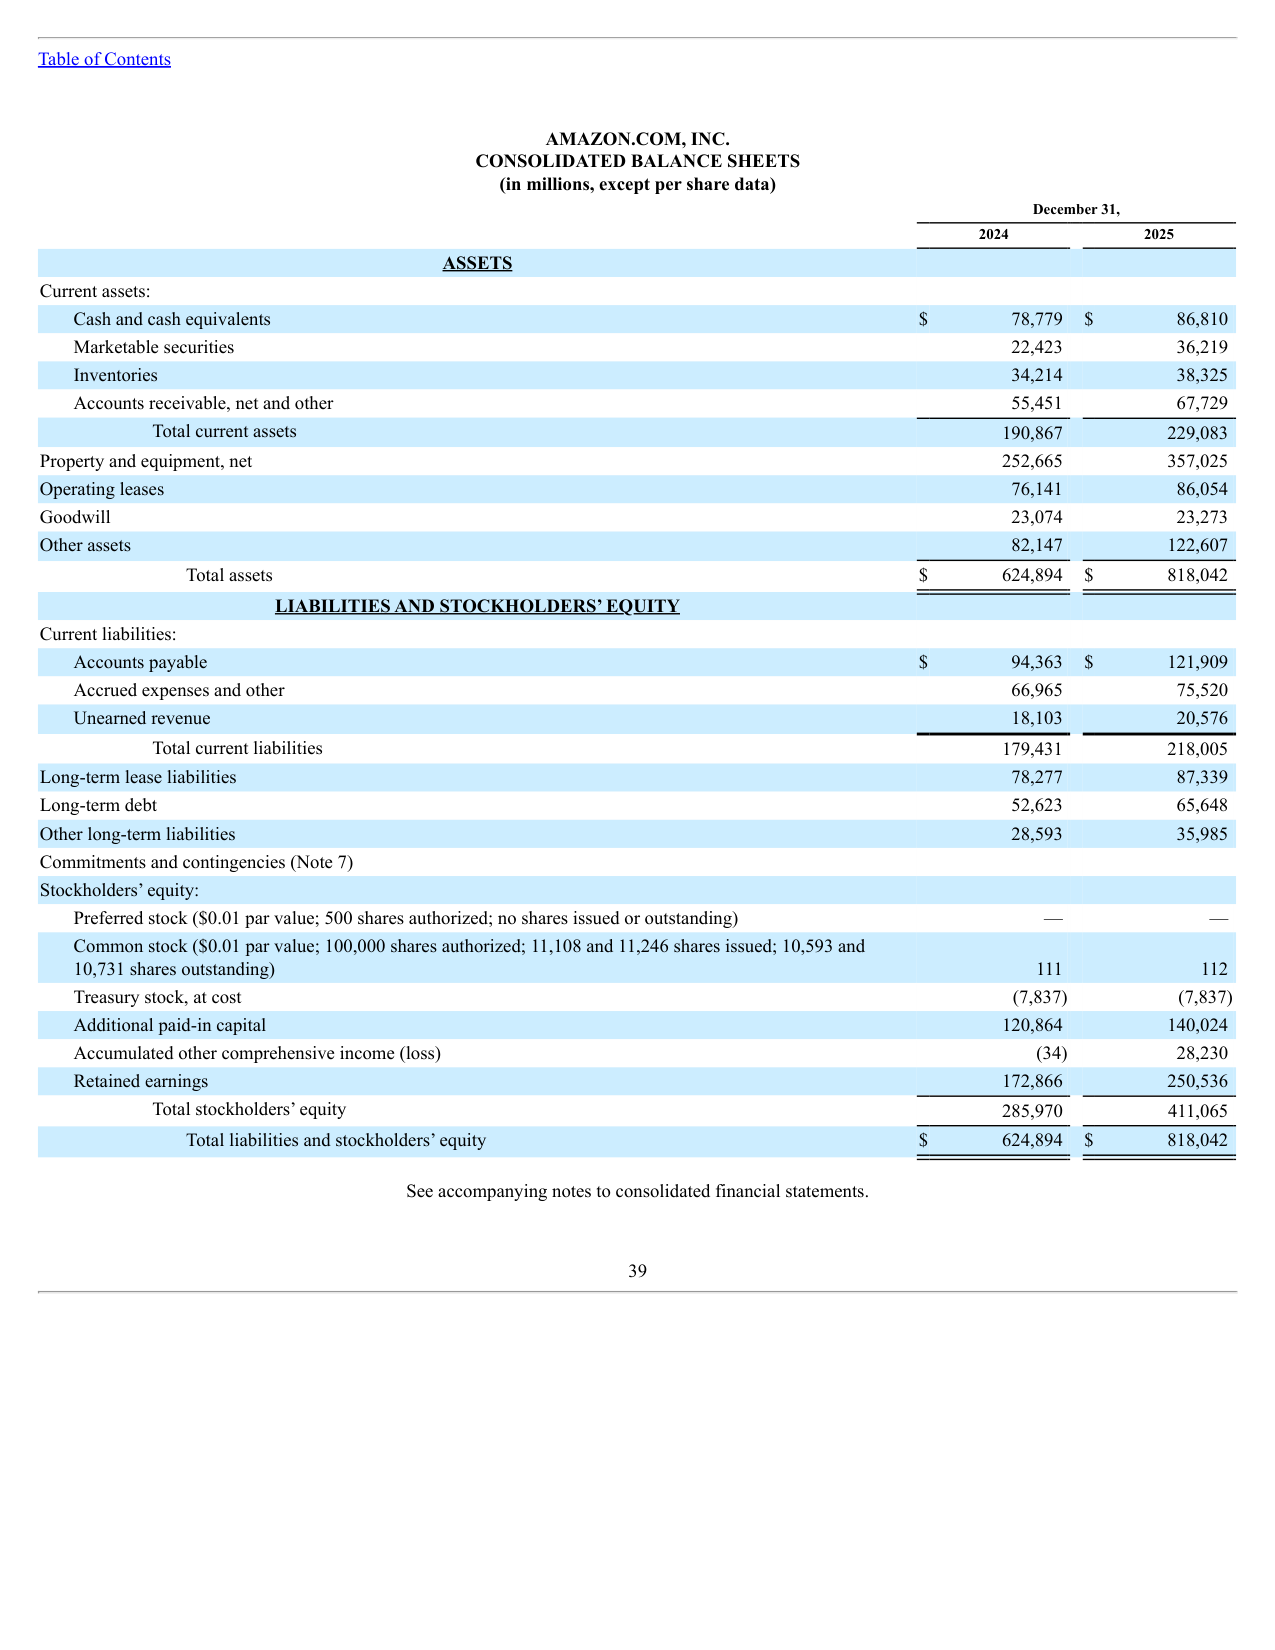 Table of Contents
AMAZON.COM, INC.
CONSOLIDATED BALANCE SHEETS
(in millions, except per share data)
December 31,
2024 2025
ASSETS
Current assets:
Cash and cash equivalents $ 78,779 $ 86,810
Marketable securities 22,423 36,219
Inventories 34,214 38,325
Accounts receivable, net and other 55,451 67,729
Total current assets 190,867 229,083
Property and equipment, net 252,665 357,025
Operating leases 76,141 86,054
Goodwill 23,074 23,273
Other assets 82,147 122,607
Total assets $ 624,894 $ 818,042
LIABILITIES AND STOCKHOLDERS’ EQUITY
Current liabilities:
Accounts payable $ 94,363 $ 121,909
Accrued expenses and other 66,965 75,520
Unearned revenue 18,103 20,576
Total current liabilities 179,431 218,005
Long-term lease liabilities 78,277 87,339
Long-term debt 52,623 65,648
Other long-term liabilities 28,593 35,985
Commitments and contingencies (Note 7)
Stockholders’ equity:
Preferred stock ($0.01 par value; 500 shares authorized; no shares issued or outstanding) — —
Common stock ($0.01 par value; 100,000 shares authorized; 11,108 and 11,246 shares issued; 10,593 and
10,731 shares outstanding) 111 112
Treasury stock, at cost (7,837) (7,837)
Additional paid-in capital 120,864 140,024
Accumulated other comprehensive income (loss) (34) 28,230
Retained earnings 172,866 250,536
Total stockholders’ equity 285,970 411,065
Total liabilities and stockholders’ equity $ 624,894 $ 818,042
See accompanying notes to consolidated financial statements.
39